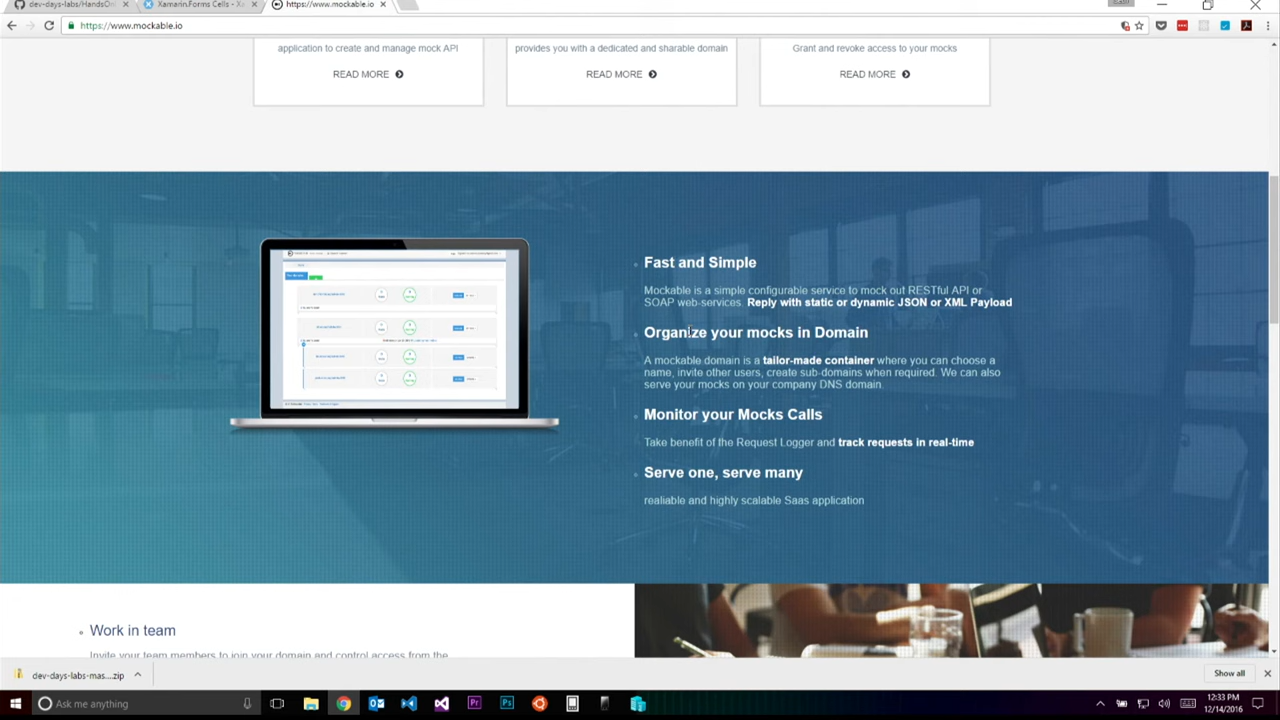 dev-days-labs/HandsOn
Xamarin.Forms Cells - X
https://www.mockable.io
https://www.mockable.io
application to create and manage mock API
provides you with a dedicated and sharable domain
Grant and revoke access to your mocks
READ MORE
READ MORE
READ MORE
Fast and Simple
Mockable is a simple configurable service to mock out RESTful API or
SOAP web-services. Reply with static or dynamic JSON or XML Payload
Organize your mocks in Domain
A mockable domain is a tailor-made container where you can choose a
name, invite other users, create sub-domains when required. We can also
serve your mocks on your company DNS domain.
Monitor your Mocks Calls
Take benefit of the Request Logger and track requests in real-time
Serve one, serve many
realiable and highly scalable Saas application
Work in team
Invite your team members to join your domain and control access from the
dev-days-labs-mas....zip
Show all
Ask me anything
Pr
Ps
12:33 PM
12/14/2016